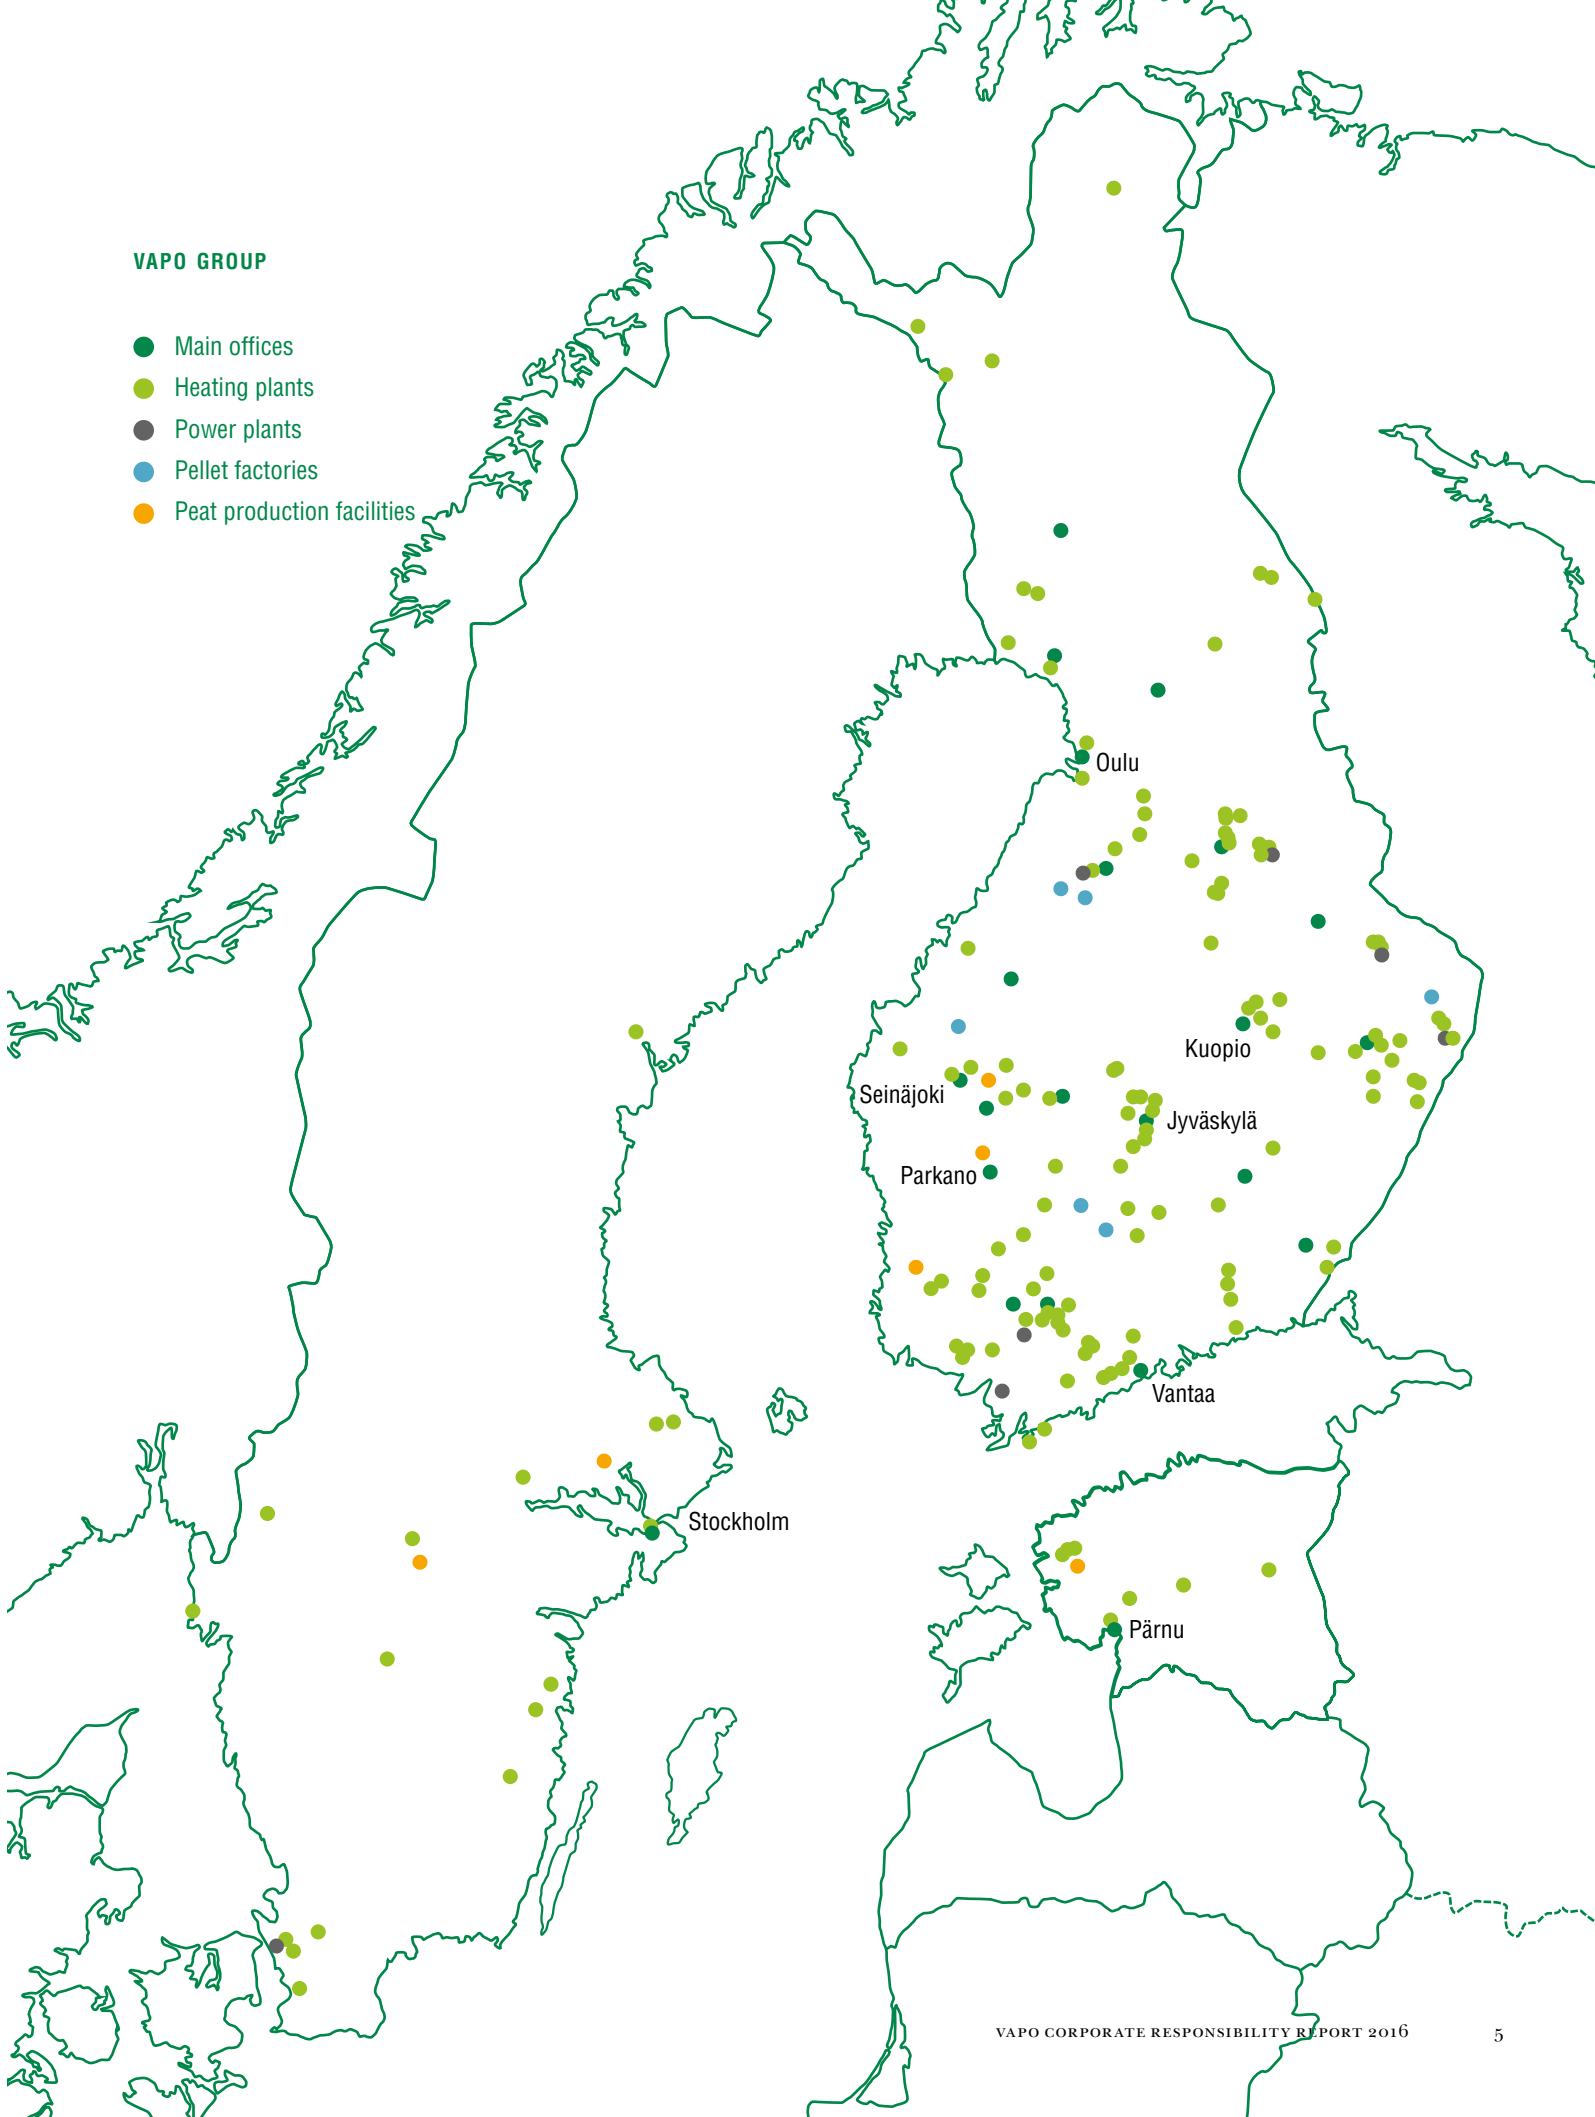 VAPO GROUP
Main offices
Heating plants
Power plants
Pellet factories
Peat production facilities
Oulu
Kuopio
Seinäjoki
Jyväskylä
Parkano
Vantaa
Stockholm
Pärnu
VAPO CORPORATE RESPONSIBILITY REPORT 2016 5